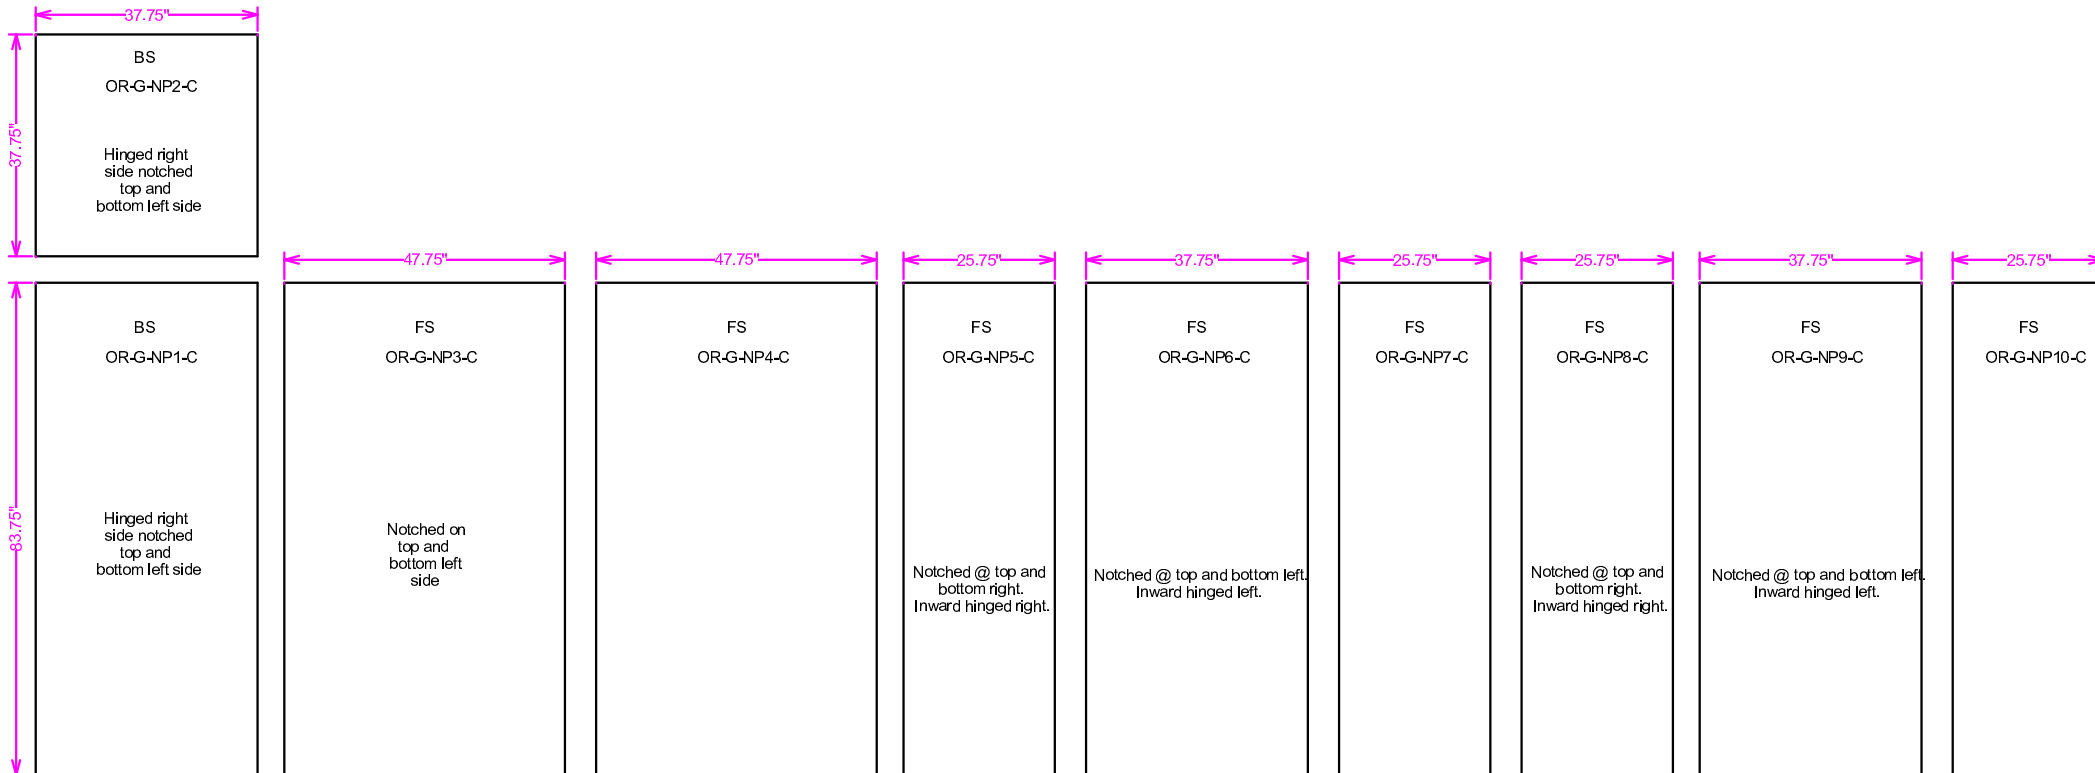 37.75"
37.75"
BS
OR-G-NP2-C
Hinged right
side notched
top and
bottom left side
47.75"
47.75"
25.75"
37.75"
25.75"
25.75"
37.75"
25.75"
83.75"
BS
OR-G-NP1-C
Hinged right
side notched
top and
bottom left side
FS
OR-G-NP3-C
Notched on
top and
bottom left
side
FS
OR-G-NP4-C
FS
OR-G-NP5-C
Notched @ top and
bottom right.
Inward hinged right.
FS
OR-G-NP6-C
Notched @ top and bottom left.
Inward hinged left.
FS
OR-G-NP7-C
FS
OR-G-NP8-C
Notched @ top and
bottom right.
Inward hinged right.
FS
OR-G-NP9-C
Notched @ top and bottom left.
Inward hinged left.
FS
OR-G-NP10-C